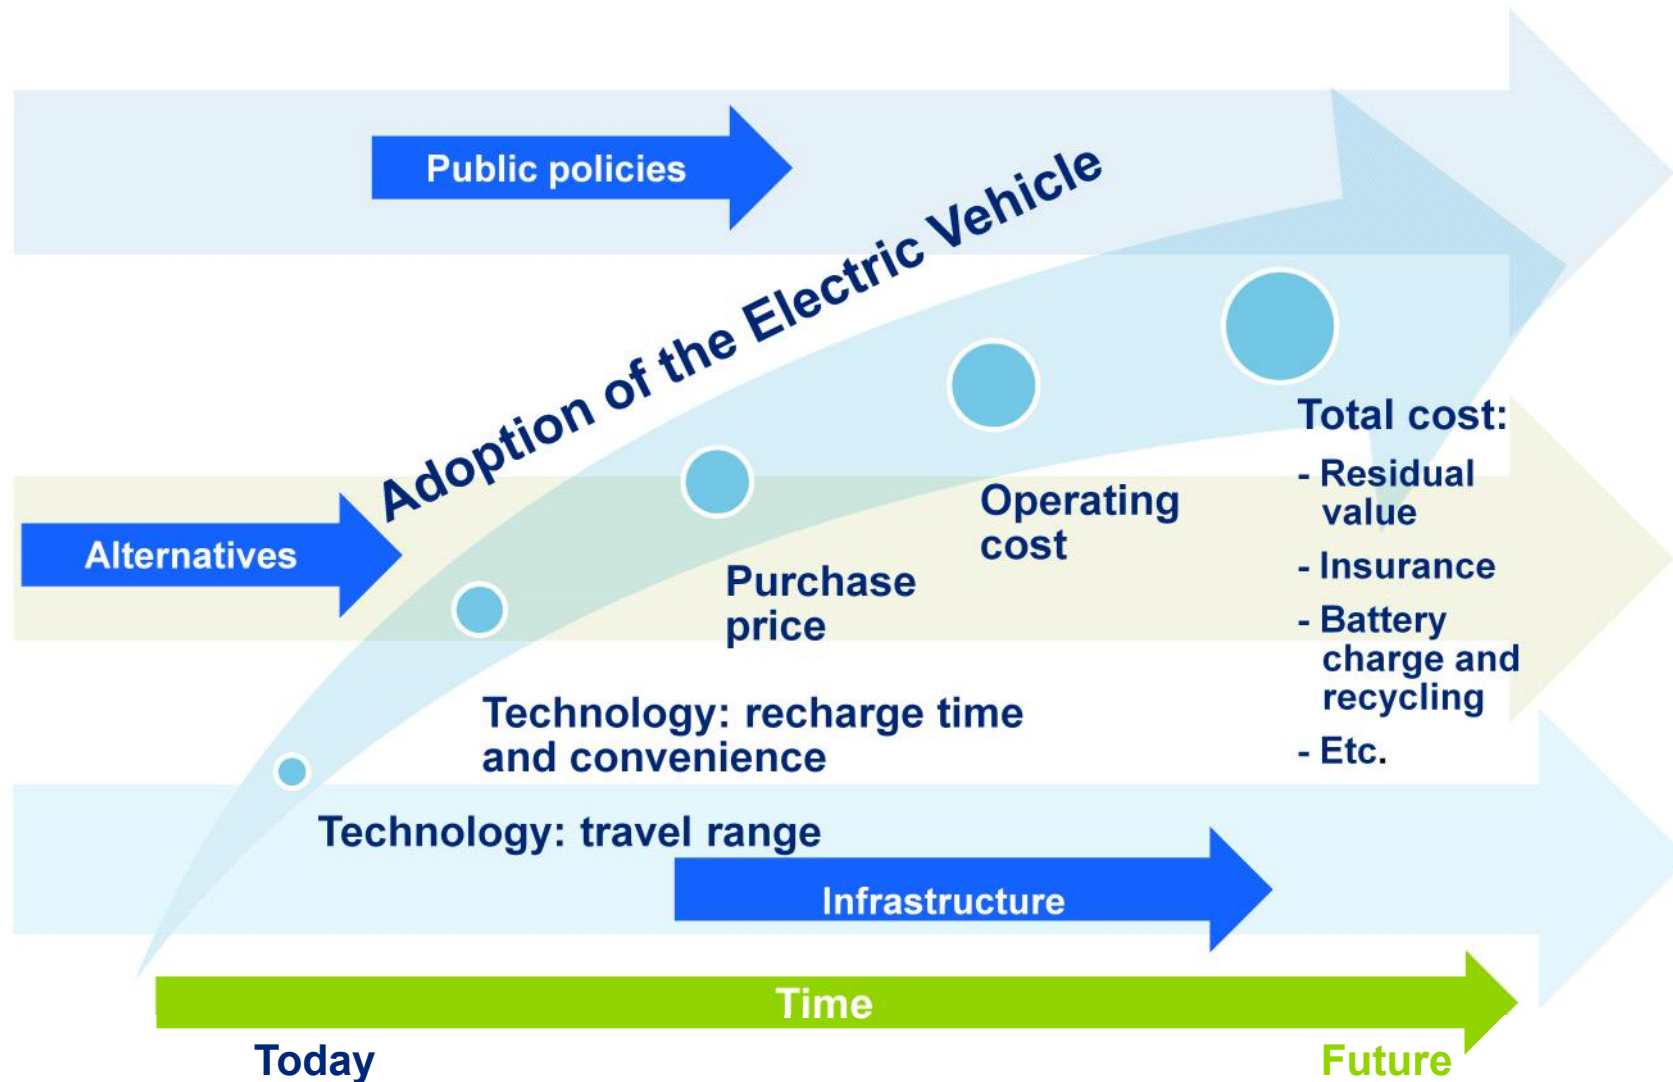 Public policies
Adoption of the Electric Vehicle
Alternatives
Total cost:
- Residual
value
- Insurance
- Battery
charge and
recycling
- Etc.
Operating
cost
Purchase
price
Technology: recharge time
and convenience
Technology: travel range
Infrastructure
Time
Today
Future